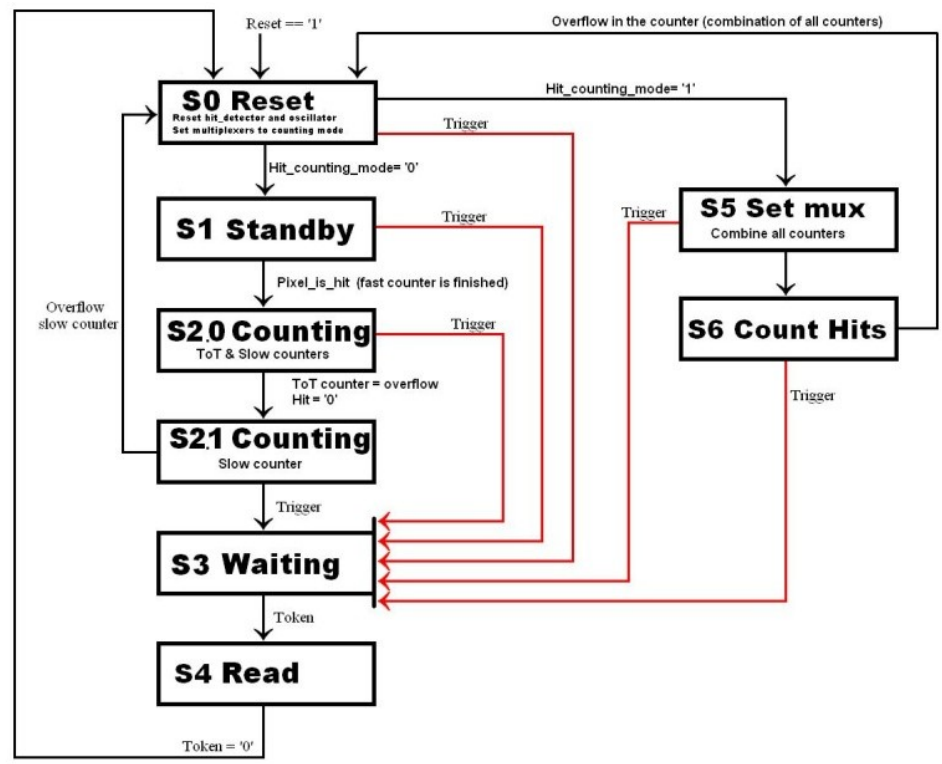 Overflow in the counter (combination of all counters)
Reset == '1'
S0 Reset
Reset hit_detector and oscillator
Set multiplexers to counting mode
Hit_counting_mode= '1'
Trigger
Hit_counting_mode= '0'
S1 Standby
Trigger
Trigger
S5 Set mux
Combine all counters
Pixel_is_hit (fast counter is finished)
Overflow
slow counter
S2.0 Counting
ToT & Slow counters
Trigger
S6 Count Hits
ToT counter = overflow
Hit = '0'
Trigger
S2.1 Counting
Slow counter
Trigger
S3 Waiting
Token
S4 Read
Token = '0'